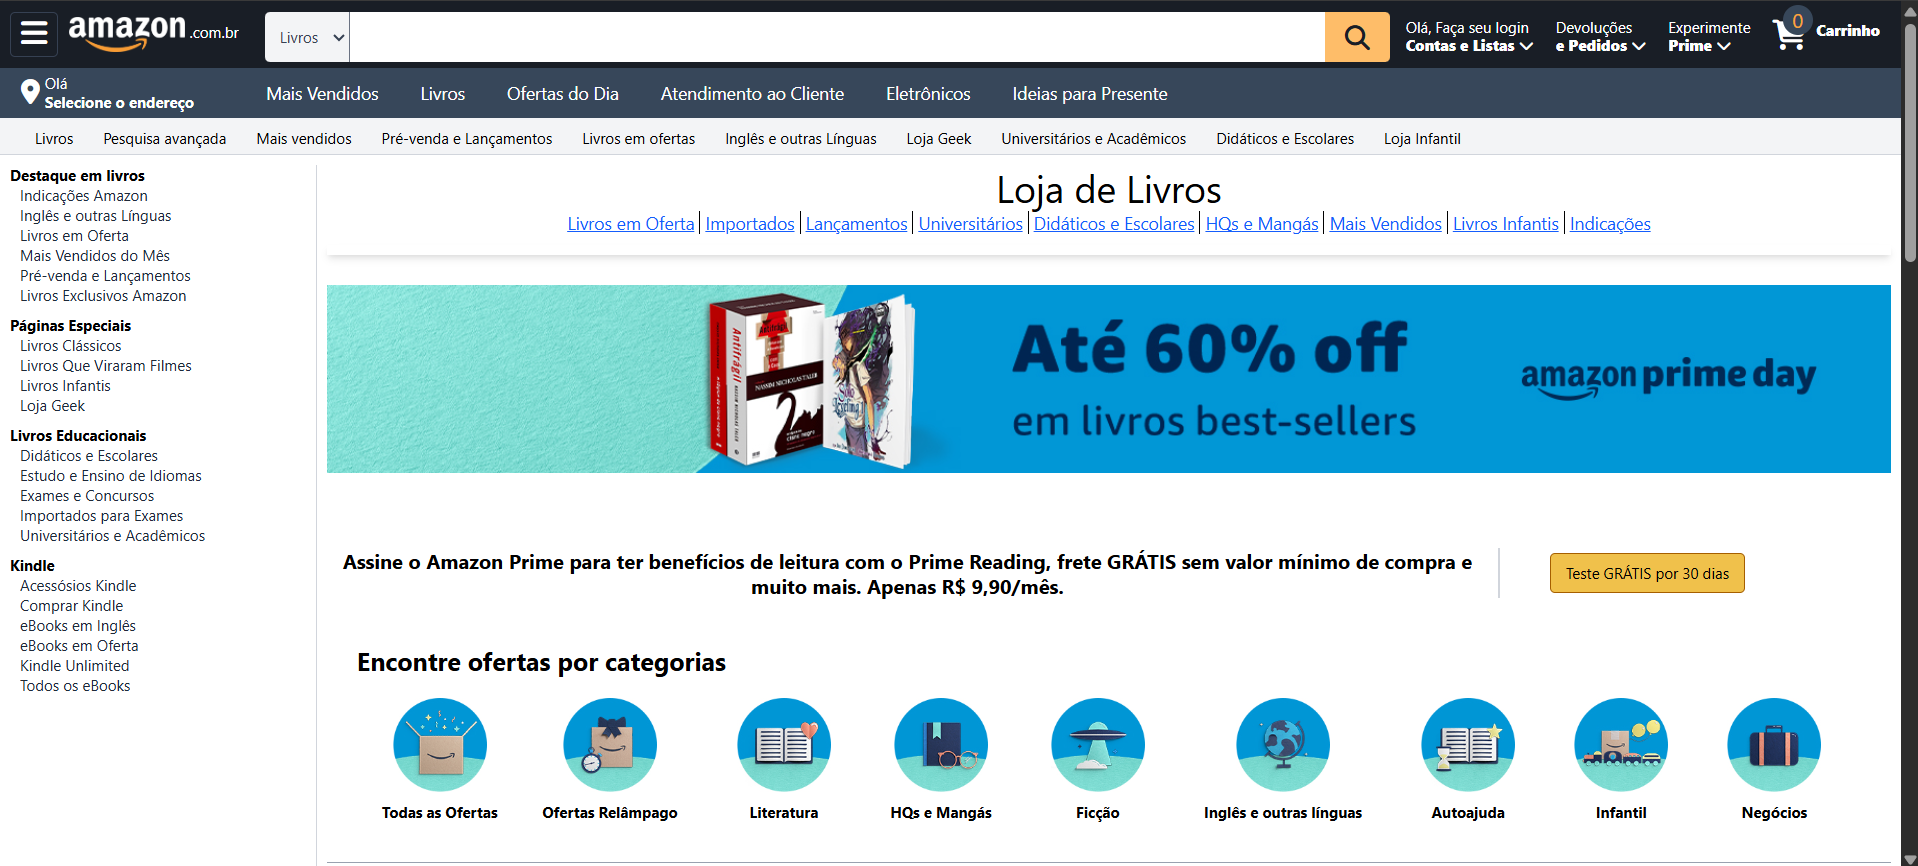 amazon.com.br
Livros
Olá, Faça seu login
Contas e Listas
Devoluções
e Pedidos
Experimente
Prime
0
Carrinho
Olá
Selecione o endereço
Mais Vendidos
Livros
Ofertas do Dia
Atendimento ao Cliente
Eletrônicos
Ideias para Presente
Livros
Pesquisa avançada
Mais vendidos
Pré-venda e Lançamentos
Livros em ofertas
Inglês e outras Línguas
Loja Geek
Universitários e Acadêmicos
Didáticos e Escolares
Loja Infantil
Destaque em livros
Indicações Amazon
Inglês e outras Línguas
Livros em Oferta
Mais Vendidos do Mês
Pré-venda e Lançamentos
Livros Exclusivos Amazon
Páginas Especiais
Livros Clássicos
Livros Que Viraram Filmes
Livros Infantis
Loja Geek
Livros Educacionais
Didáticos e Escolares
Estudo e Ensino de Idiomas
Exames e Concursos
Importados para Exames
Universitários e Acadêmicos
Kindle
Acessósios Kindle
Comprar Kindle
eBooks em Inglês
eBooks em Oferta
Kindle Unlimited
Todos os eBooks
Loja de Livros
Livros em Oferta
Importados
Lançamentos
Universitários
Didáticos e Escolares
HQs e Mangás
Mais Vendidos
Livros Infantis
Indicações
Antifrágil
Antifrágil
NASSIM NICHOLAS TALEB
Solo
Leveling
Até 60% off
em livros best-sellers
amazon prime day
Assine o Amazon Prime para ter benefícios de leitura com o Prime Reading, frete GRÁTIS sem valor mínimo de compra e
muito mais. Apenas R$ 9,90/mês.
Teste GRÁTIS por 30 dias
Encontre ofertas por categorias
Todas as Ofertas
Ofertas Relâmpago
Literatura
HQs e Mangás
Ficção
Inglês e outras línguas
Autoajuda
Infantil
Negócios